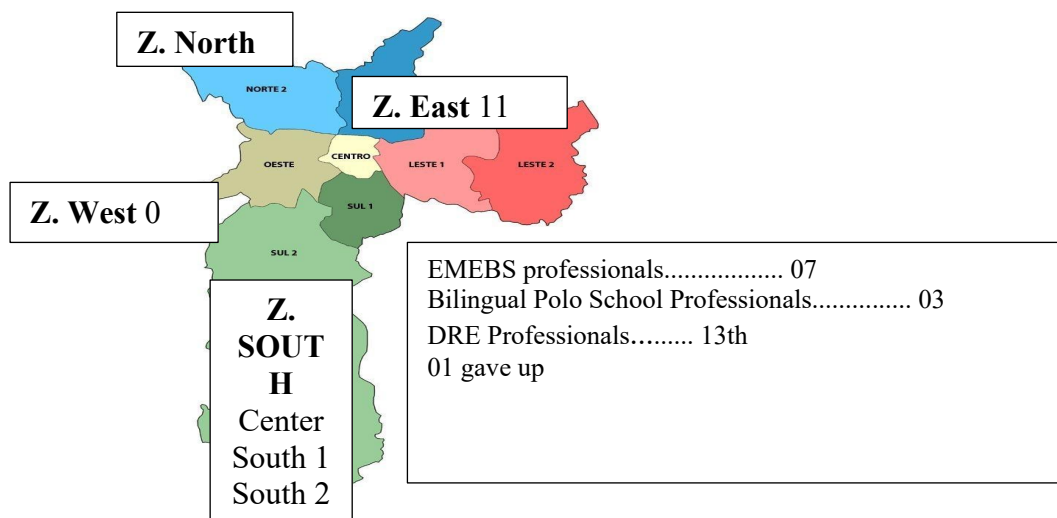 Z. North
NORTE 2
Z. East 11
OESTE
CENTRO
LESTE 1
LESTE 2
Z. West 0
SUL 1
SUL 2
EMEBS professionals.................. 07
Bilingual Polo School Professionals............... 03
DRE Professionals…...... 13th
01 gave up
Z.
SOUT
H
Center
South 1
South 2